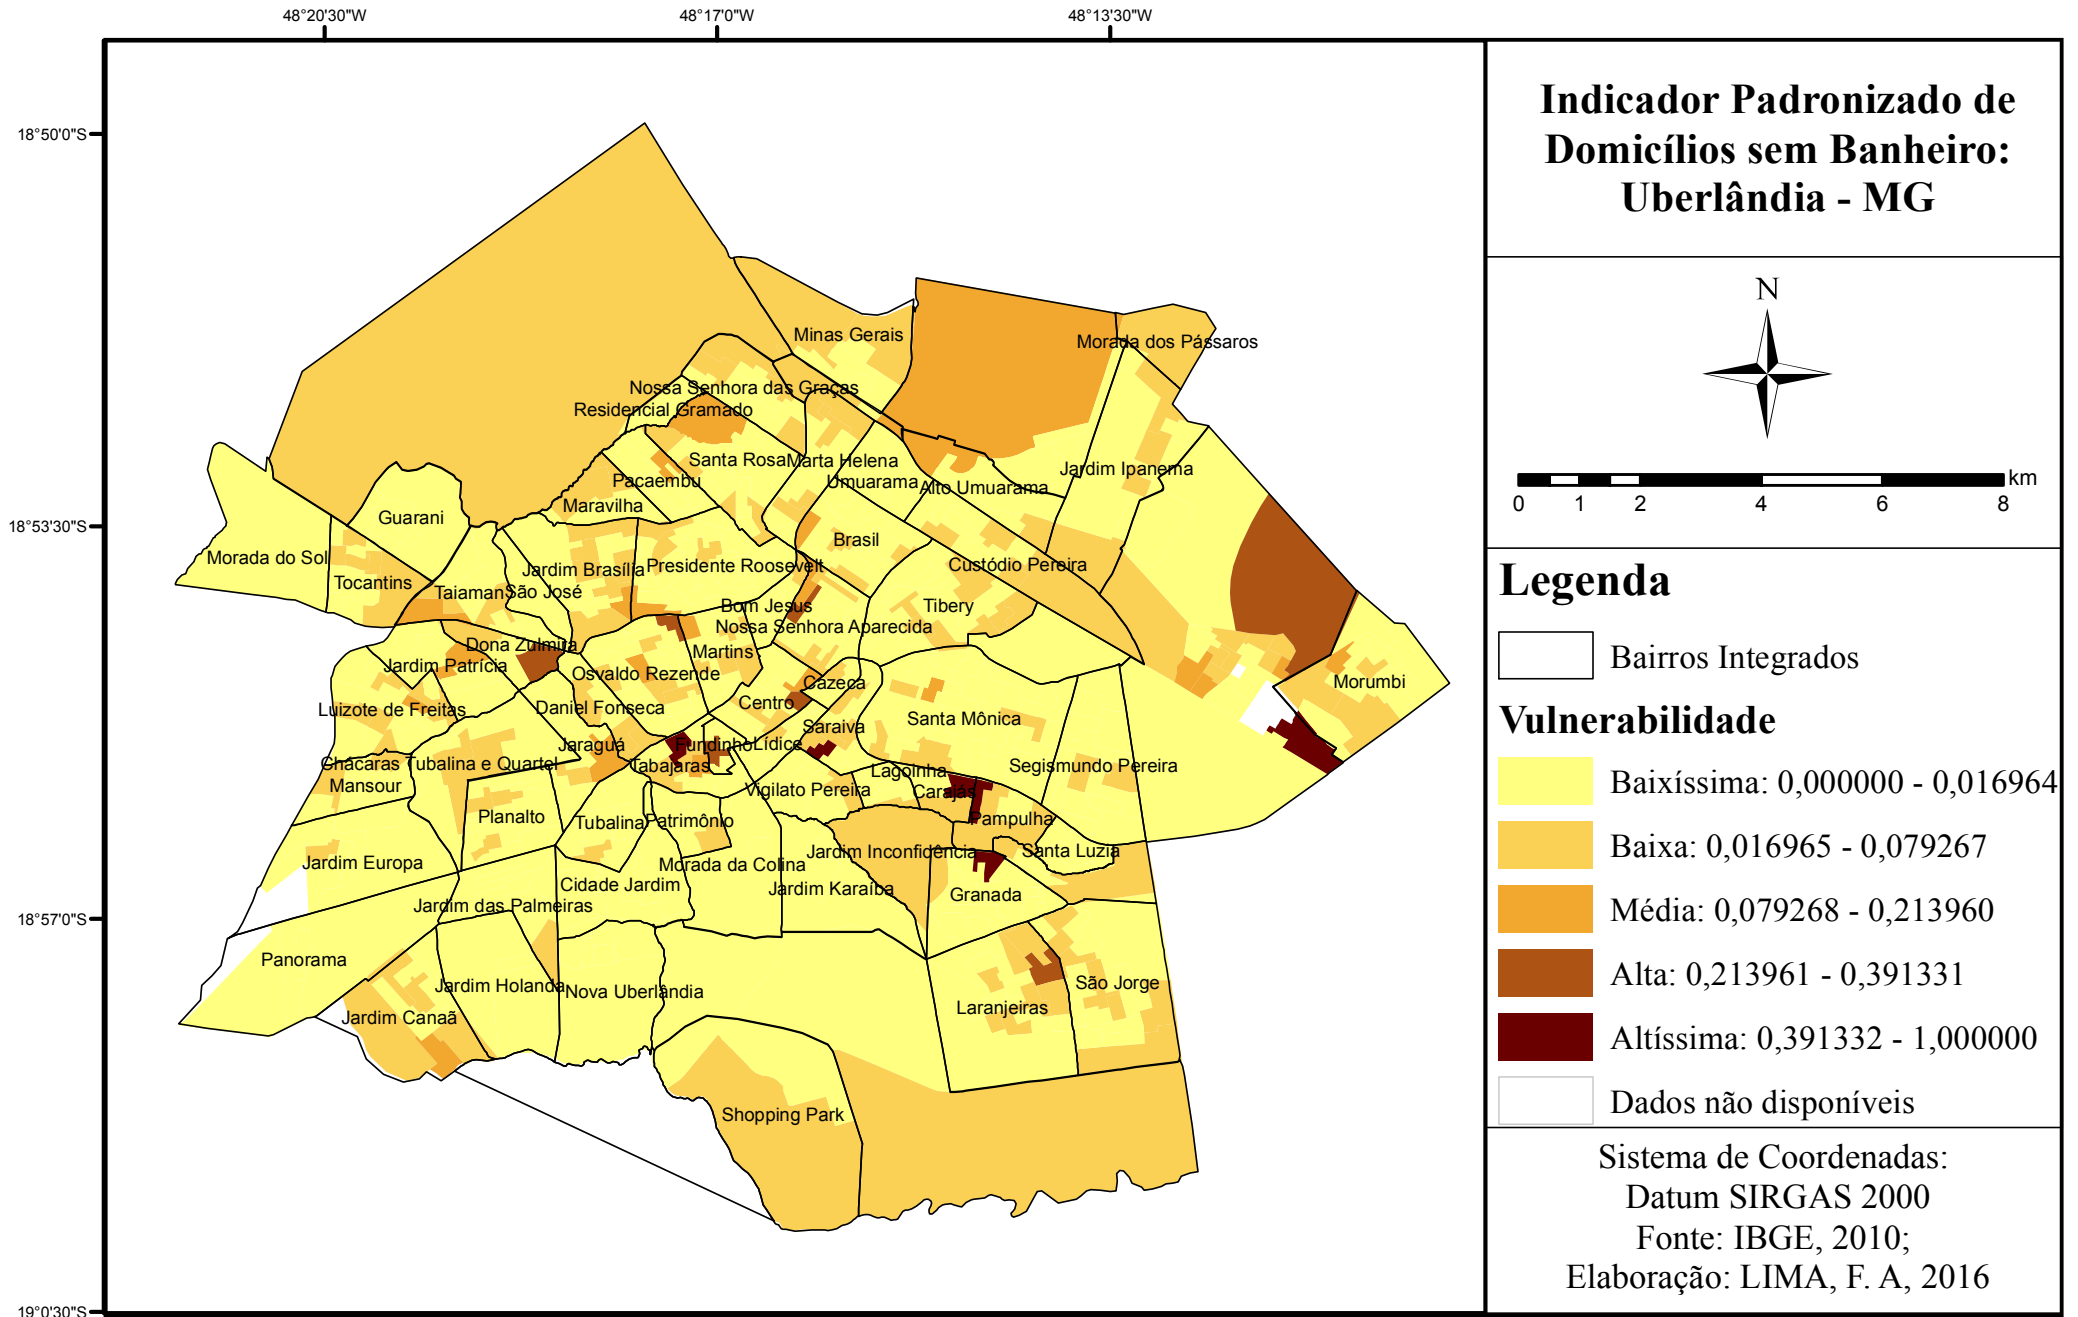 48°20'30"W
48°17'0"W
48°13'30"W
18°50'0"S
18°53'30"S
18°57'0"S
19°0'30"S
Minas Gerais
Morada dos Pássaros
Nossa Senhora das Graças
Residencial Gramado
Santa Rosa
Marta Helena
Jardim Ipanema
Pacaembu
Umuarama
Alto Umuarama
Maravilha
Guarani
Brasil
Morada do Sol
Tocantins
Jardim Brasília
Presidente Roosevelt
Custódio Pereira
Taiaman
São José
Bom Jesus
Tibery
Nossa Senhora Aparecida
Dona Zulmira
Martins
Jardim Patrícia
Osvaldo Rezende
Cazeca
Morumbi
Luizote de Freitas
Daniel Fonseca
Centro
Santa Mônica
Saraiva
Jaraguá
Fundinho
Lídice
Chácaras Tubalina e Quartel
Tabajaras
Lagoinha
Segismundo Pereira
Mansour
Vigilato Pereira
Carajás
Planalto
Tubalina
Patrimônio
Pampulha
Jardim Europa
Morada da Colina
Jardim Inconfidência
Santa Luzia
Cidade Jardim
Jardim Karaíba
Granada
Jardim das Palmeiras
Panorama
Jardim Holanda
Nova Uberlândia
São Jorge
Laranjeiras
Jardim Canaã
Shopping Park
Indicador Padronizado de
Domicílios sem Banheiro:
Uberlândia - MG
N
km
0 1 2 4 6 8
Legenda
Bairros Integrados
Vulnerabilidade
Baixíssima: 0,000000 - 0,016964
Baixa: 0,016965 - 0,079267
Média: 0,079268 - 0,213960
Alta: 0,213961 - 0,391331
Altíssima: 0,391332 - 1,000000
Dados não disponíveis
Sistema de Coordenadas:
Datum SIRGAS 2000
Fonte: IBGE, 2010;
Elaboração: LIMA, F. A, 2016